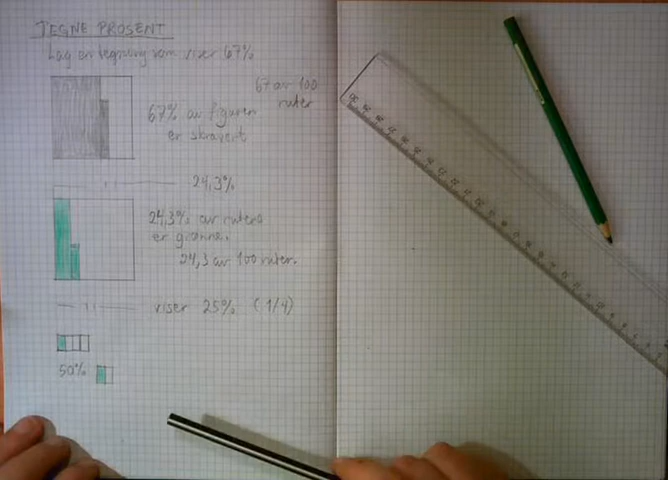 TEGNE PROSENT
Lag en tegning som viser 67%
67 av 100
ruter
67% av figuren
er skravert
24,3%
24,3% av rutene
er grønne.
24,3 av 100 ruter.
viser 25% (1/4)
50%